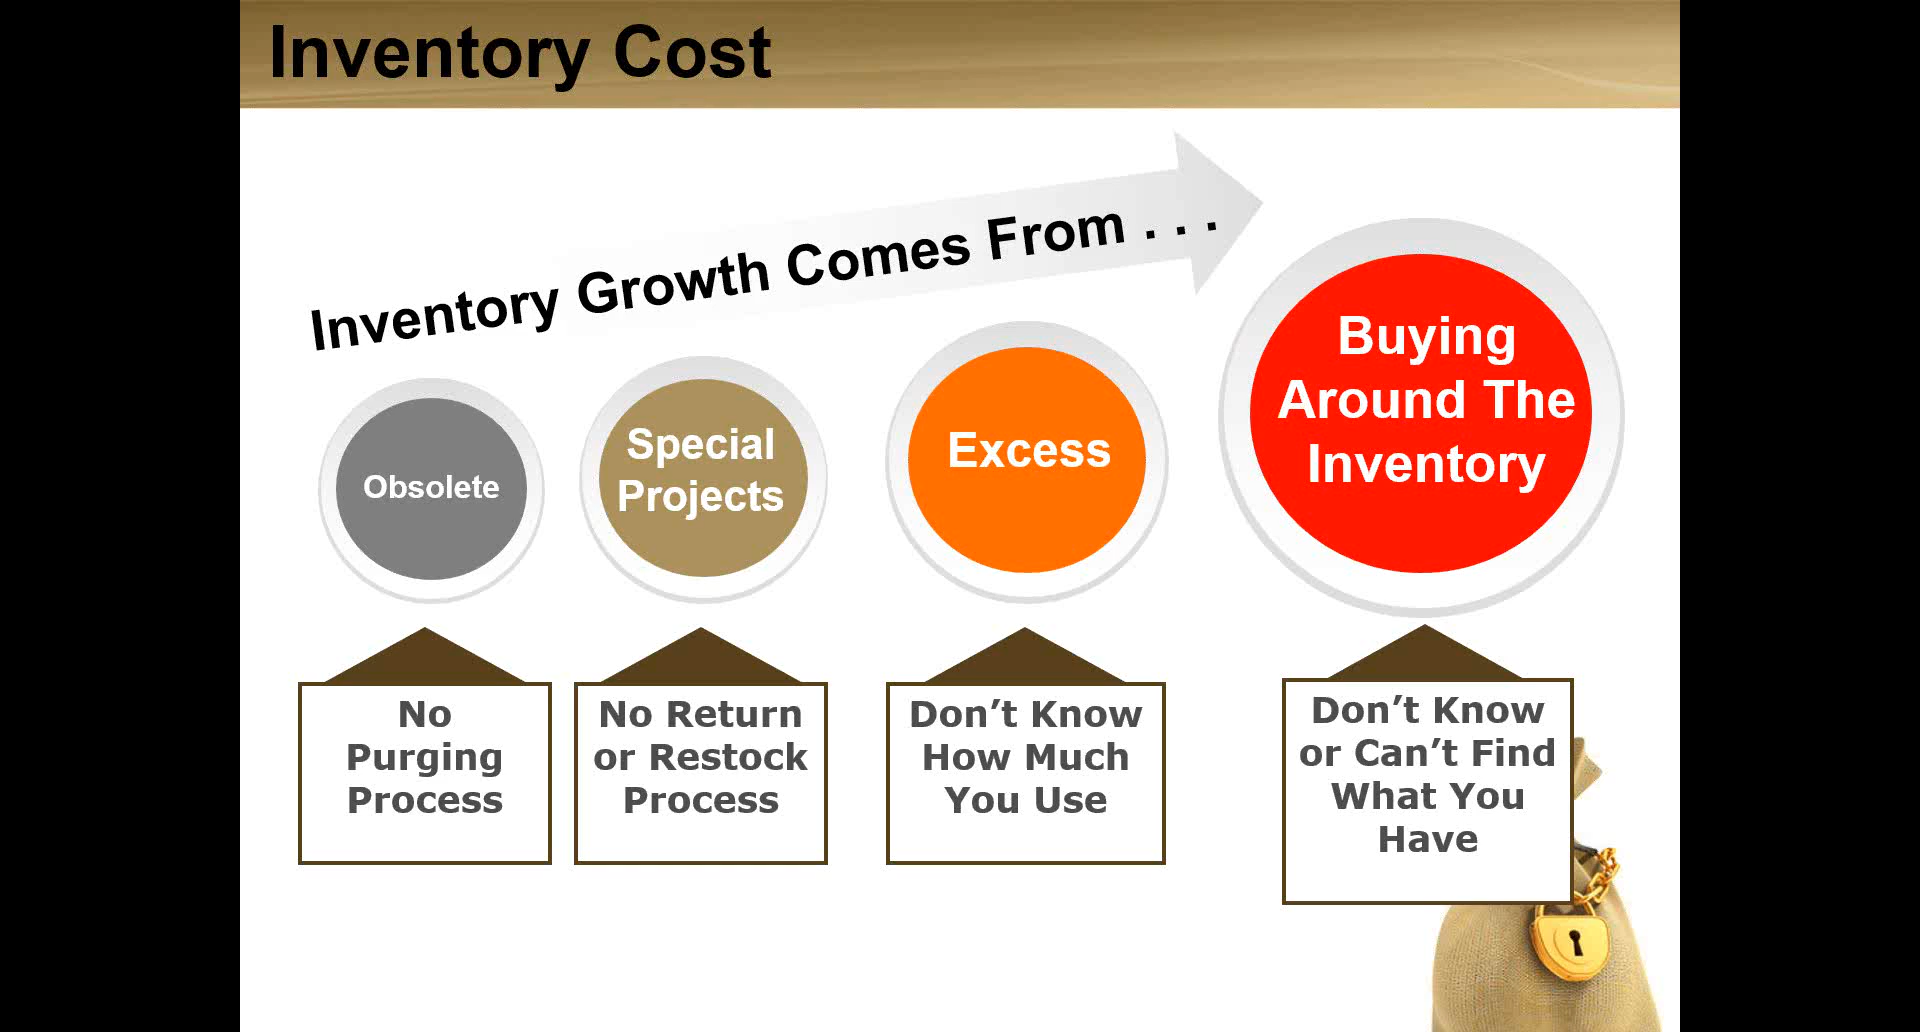 Inventory Cost
Inventory Growth Comes From . . .
Obsolete
Special
Projects
Excess
Buying
Around The
Inventory
No
Purging
Process
No Return
or Restock
Process
Don’t Know
How Much
You Use
Don’t Know
or Can’t Find
What You
Have